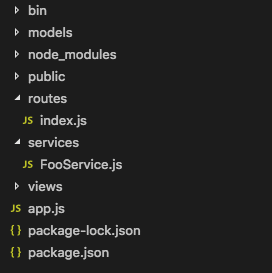 bin
models
node_modules
public
routes
JS index.js
services
JS FooService.js
views
JS app.js
{ } package-lock.json
{ } package.json